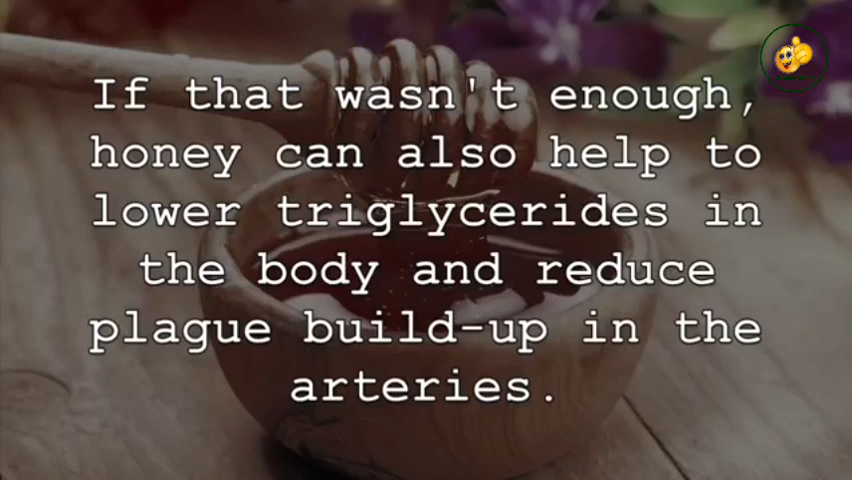 If that wasn't enough,
honey can also help to
lower triglycerides in
the body and reduce
plague build-up in the
arteries.